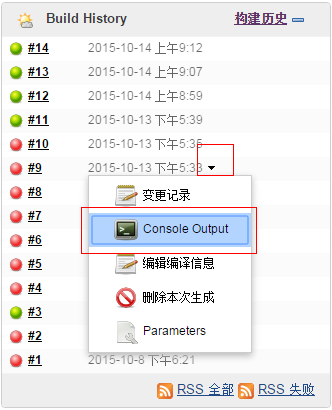 Build History 构建历史
#14 2015-10-14 上午9:12
#13 2015-10-14 上午9:07
#12 2015-10-14 上午8:59
#11 2015-10-13 下午5:39
#10 2015-10-13 下午5:35
#9 2015-10-13 下午5:33
#8 变更记录
#7 Console Output
#6
#5 编辑编译信息
#4 删除本次生成
#3
#2 Parameters
#1 2015-10-8 下午6:21
RSS 全部 RSS 失败